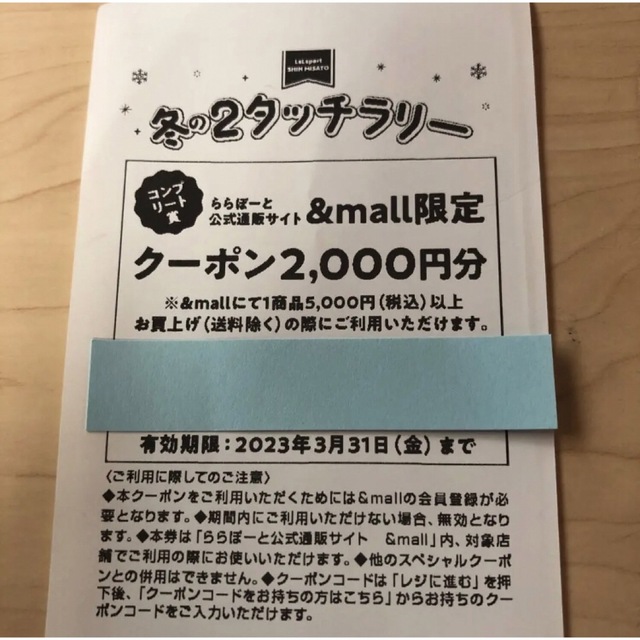 LaLaport
SHIN MISATO
冬の2タッチラリー
コンプ
リート
賞
ららぽーと
公式通販サイト &mall限定
クーポン2,000円分
※&mallにて1商品5,000円(税込)以上
お買上げ(送料除く)の際にご利用いただけます。
有効期限:2023年3月31日(金)まで
〈ご利用に際してのご注意〉
◆本クーポンをご利用いただくためには&mallの会員登録が必
要となります。◆期間内にご利用いただけない場合、無効となり
ます。◆本券は「ららぽーと公式通販サイト &mall」内、対象店
舗でご利用の際にお使いいただけます。◆他のスペシャルクーポ
ンとの併用はできません。◆クーポンコードは「レジに進む」を押
下後、「クーポンコードをお持ちの方はこちら」からお持ちのクー
ポンコードをご入力いただけます。